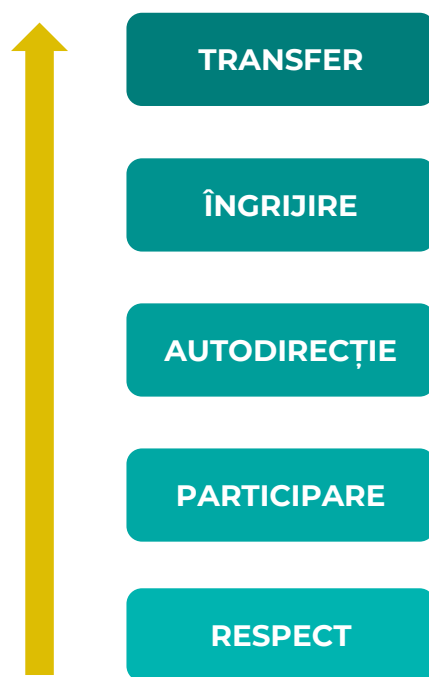 TRANSFER
ÎNGRIJIRE
AUTODIRECȚIE
PARTICIPARE
RESPECT